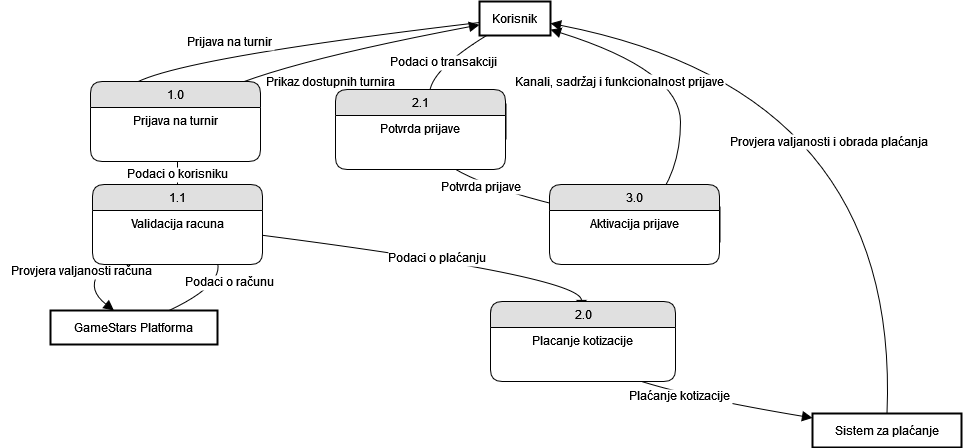 Korisnik
Prijava na turnir
Podaci o transakciji
Prikaz dostupnih turnira
Kanali, sadržaj i funkcionalnost prijave
1.0
Prijava na turnir
2.1
Potvrda prijave
Provjera valjanosti i obrada plaćanja
Podaci o korisniku
Potvrda prijave
1.1
Validacija racuna
3.0
Aktivacija prijave
Podaci o plaćanju
Provjera valjanosti računa
Podaci o računu
GameStars Platforma
2.0
Placanje kotizacije
Plaćanje kotizacije
Sistem za plaćanje